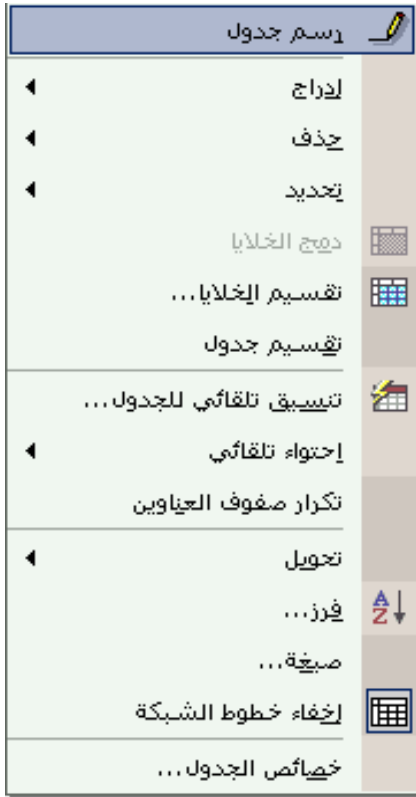 رسم جدول
إدراج
حذف
تحديد
دمج الخلايا
تقسيم الخلايا...
تقسيم جدول
تنسيق تلقائي للجدول...
إحتواء تلقائي
تكرار صفوف العناوين
تحويل
فرز...
صيغة...
إخفاء خطوط الشبكة
خصائص الجدول...